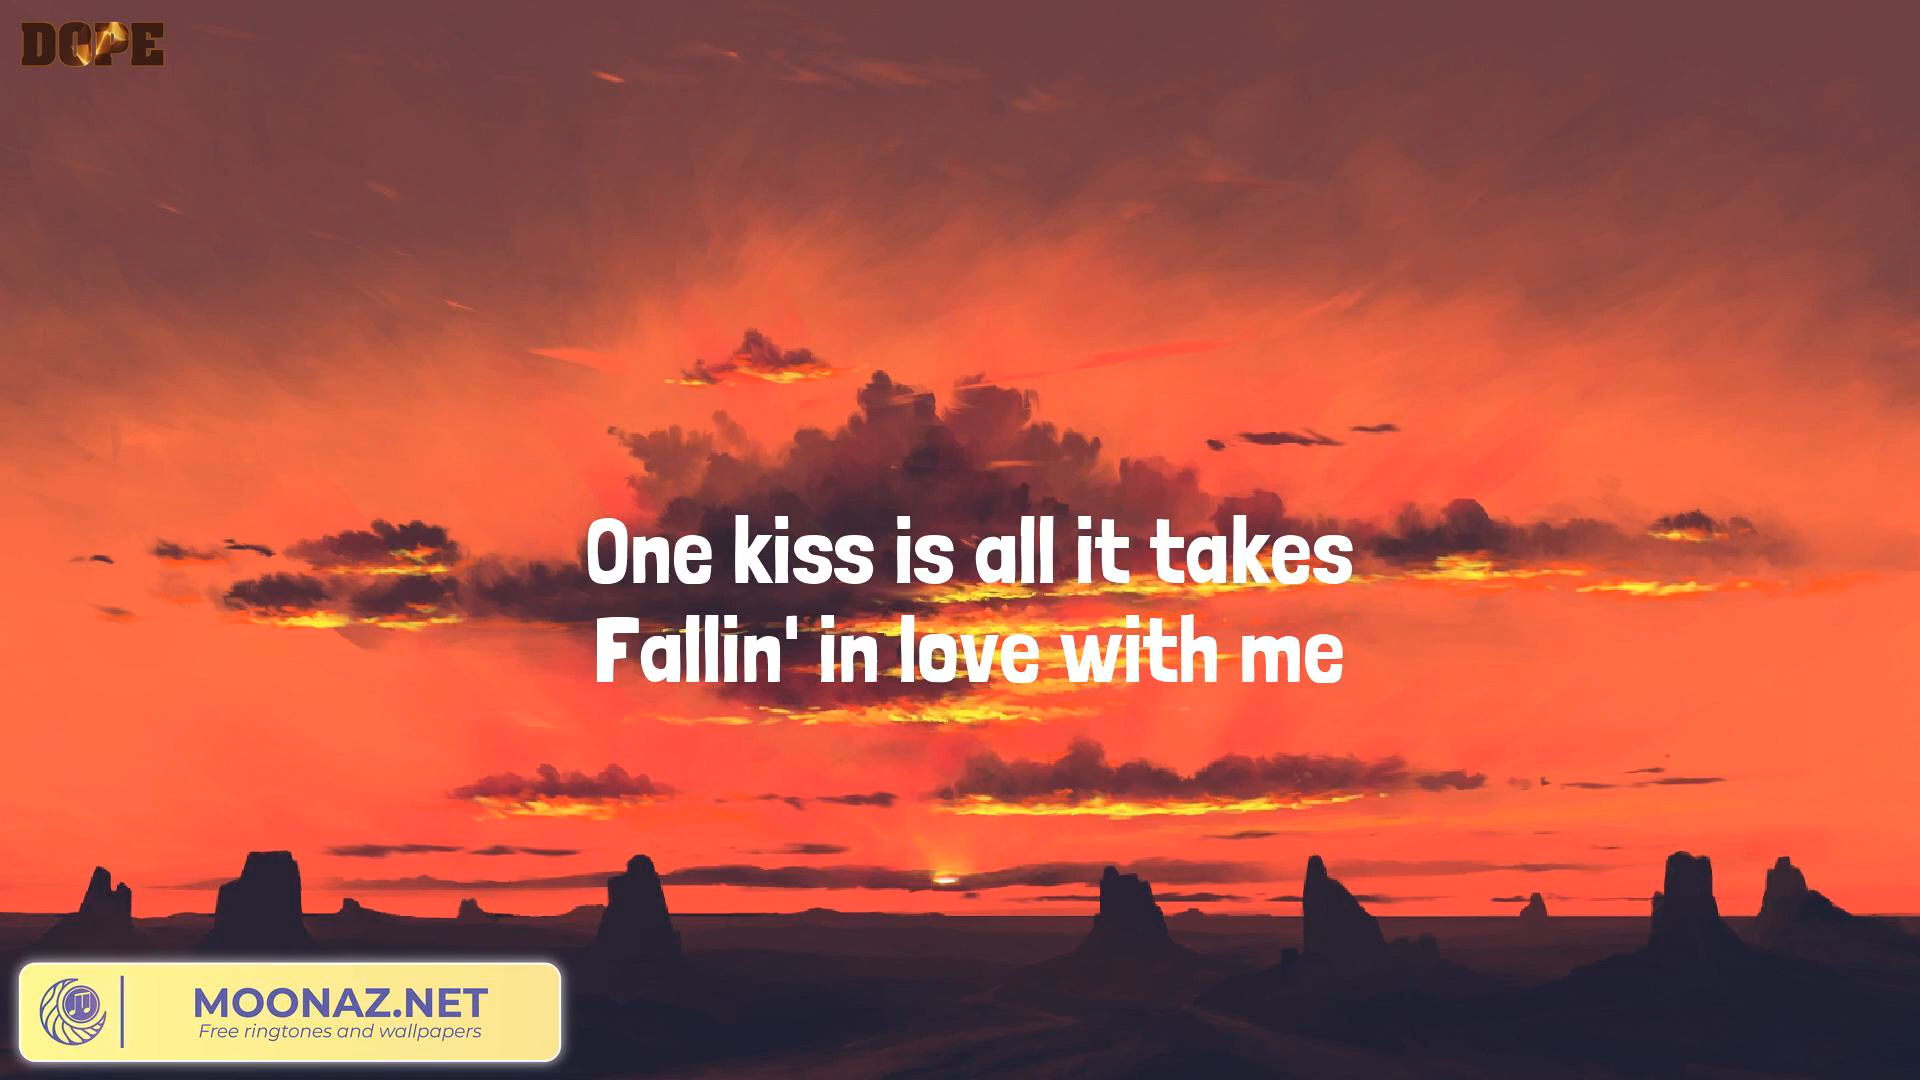 DOPE
One kiss is all it takes
Fallin' in love with me
MOONAZ.NET
Free ringtones and wallpapers